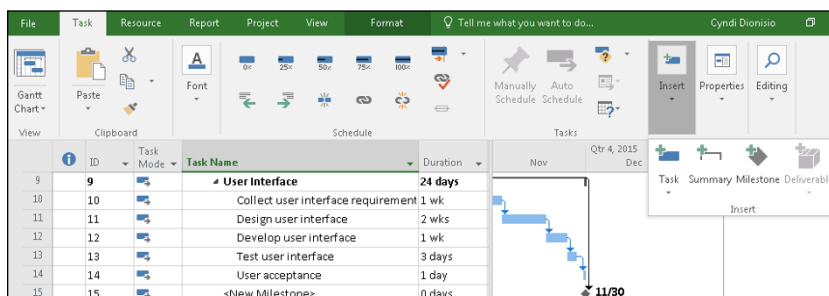 File Task Resource Report Project View Format Tell me what you want to do... Cyndi Dionisio
Gantt Chart
View
Paste
Clipboard
Font
0% 25% 50% 75% 100%
Schedule
Manually Schedule
Auto Schedule
Tasks
Insert
Properties
Editing
Task Summary Milestone Deliverabl
Insert
ID Task Mode Task Name Duration
Qtr 4, 2015
Nov Dec
9 9 User Interface 24 days
10 10 Collect user interface requirement 1 wk
11 11 Design user interface 2 wks
12 12 Develop user interface 1 wk
13 13 Test user interface 3 days
14 14 User acceptance 1 day
15 15 <New Milestone> 0 days 11/30